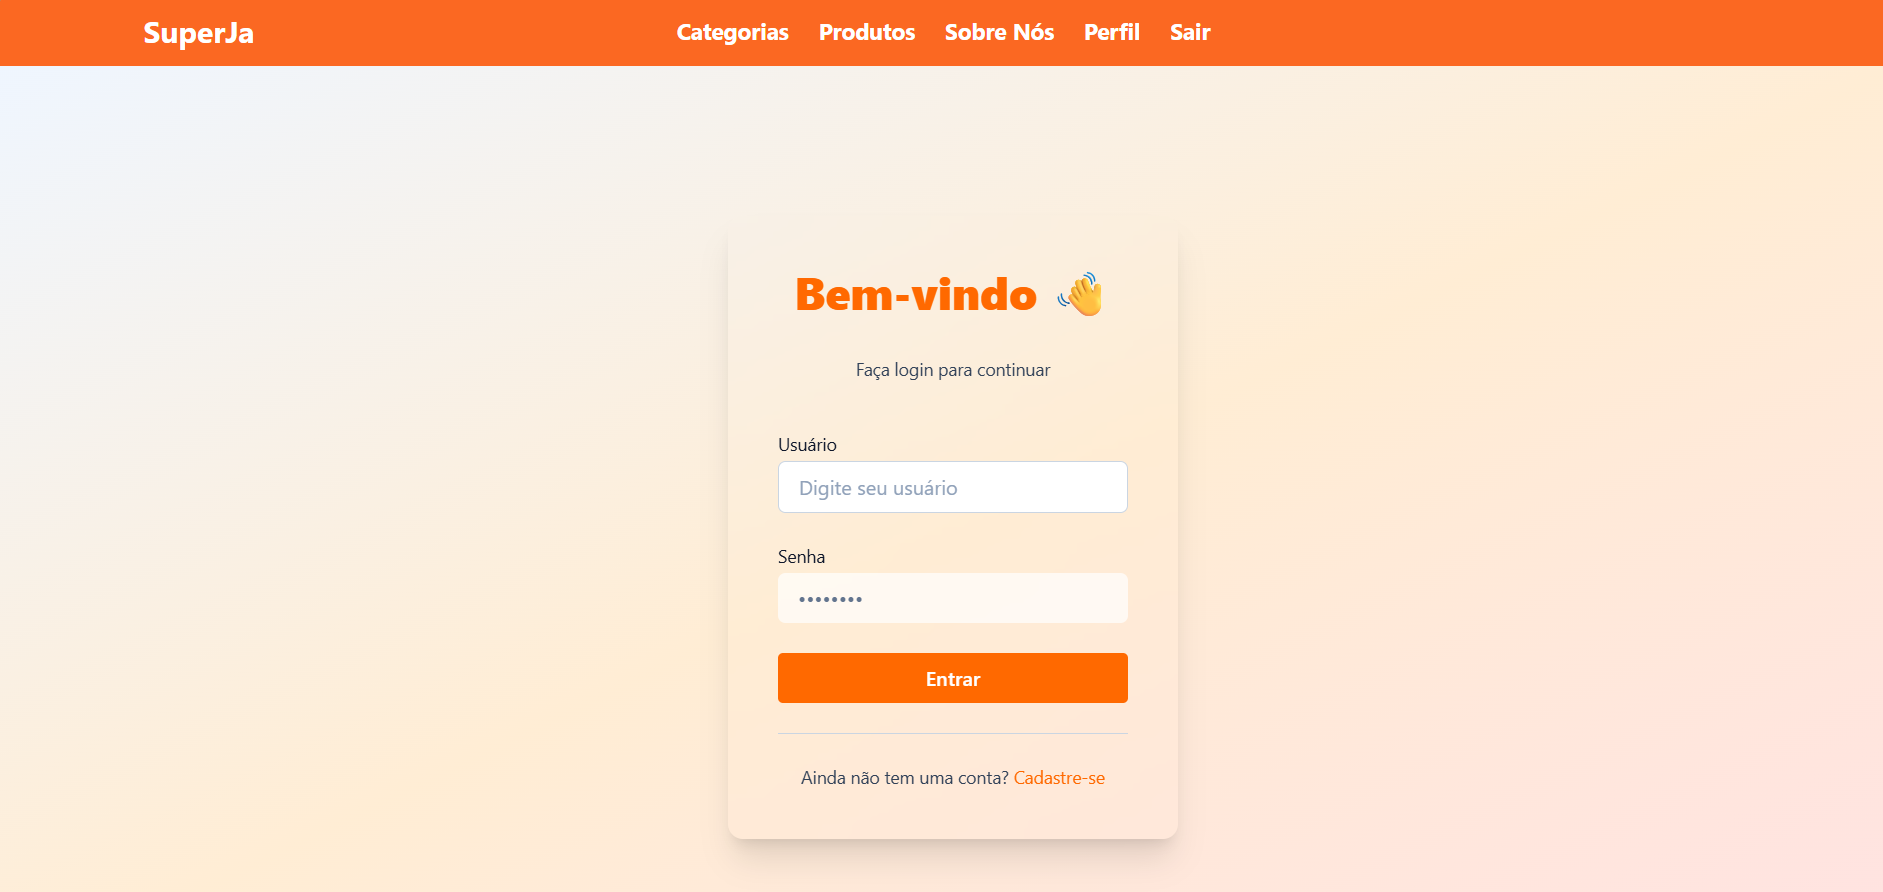 SuperJa
Categorias Produtos Sobre Nós Perfil Sair
Bem-vindo 👋
Faça login para continuar
Usuário
Digite seu usuário
Senha
••••••••
Entrar
Ainda não tem uma conta? Cadastre-se